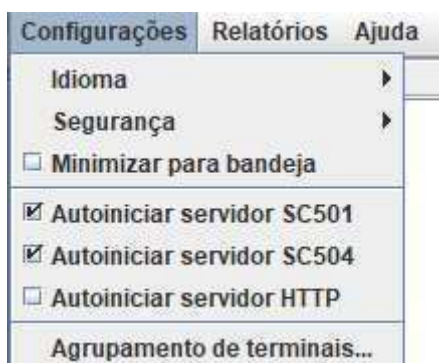 Configurações Relatórios Ajuda
Idioma
Segurança
Minimizar para bandeja
Autoiniciar servidor SC501
Autoiniciar servidor SC504
Autoiniciar servidor HTTP
Agrupamento de terminais...